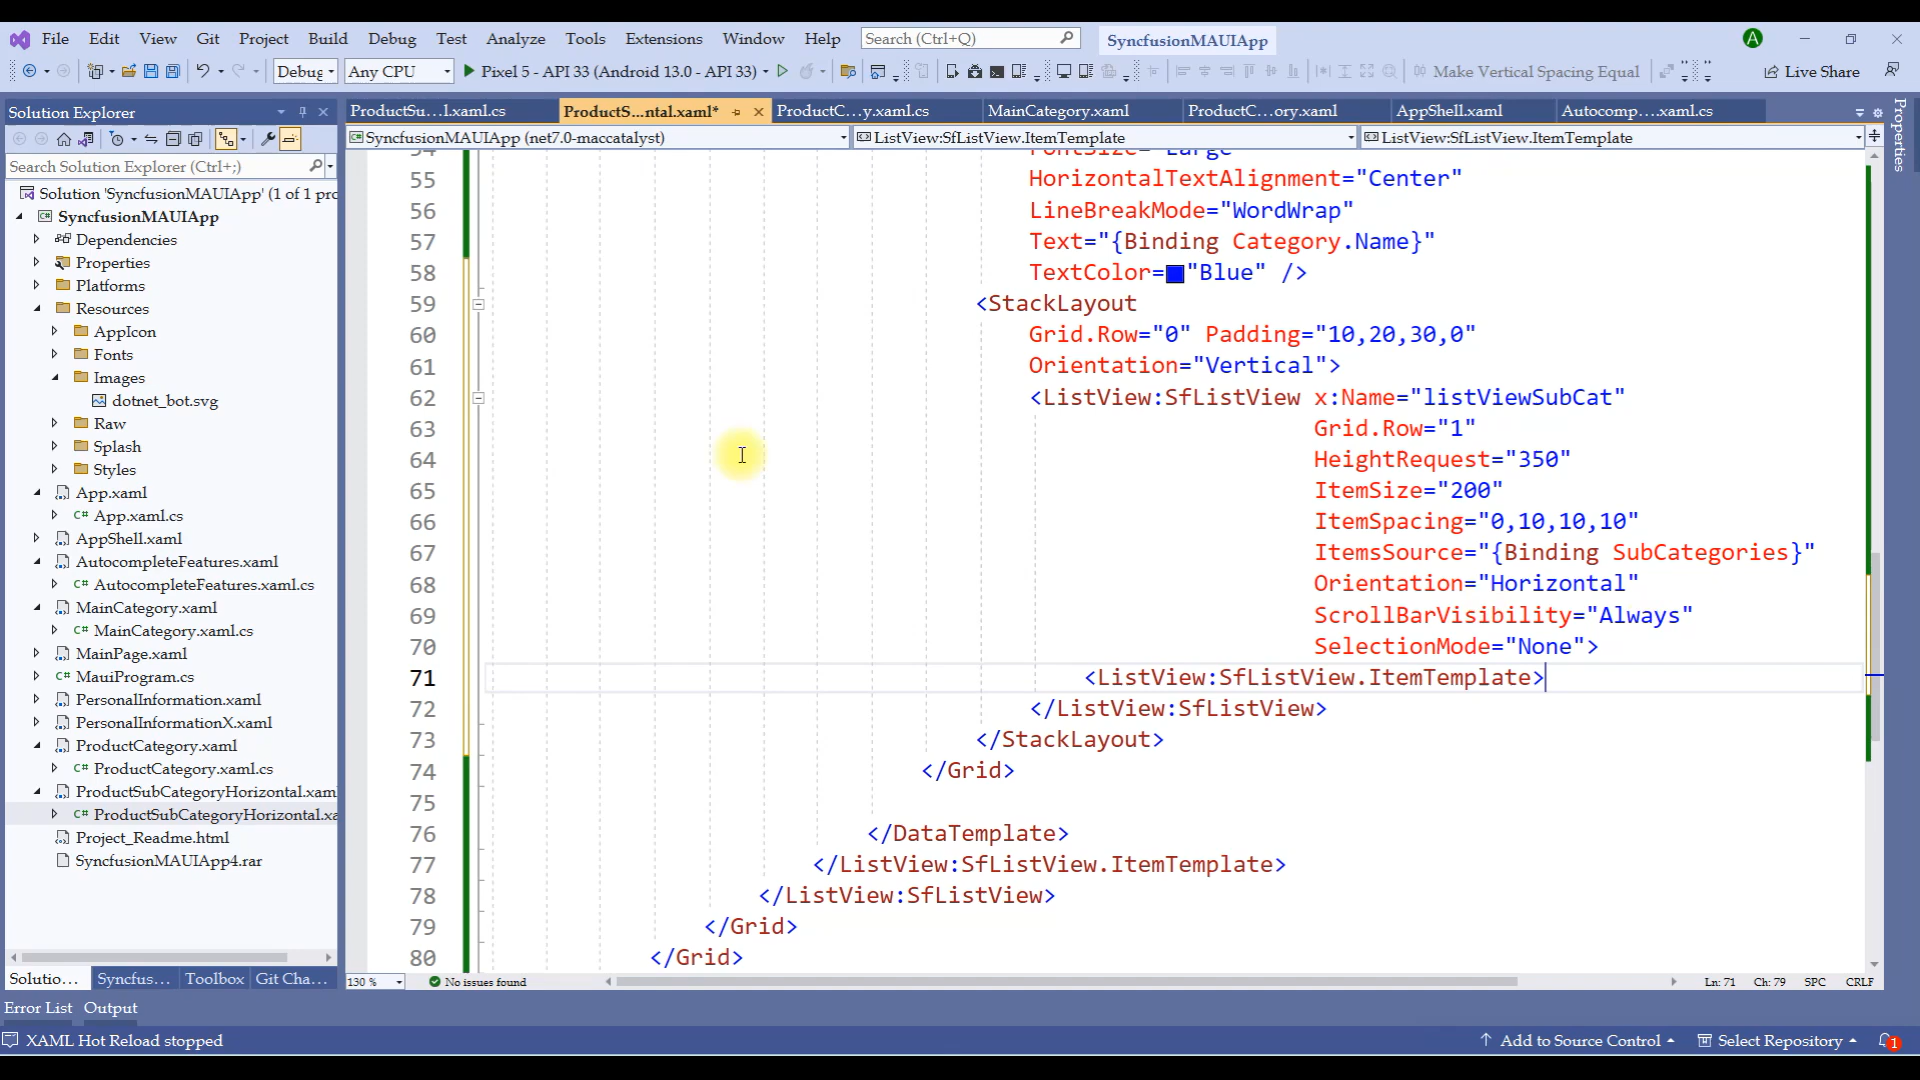 File Edit View Git Project Build Debug Test Analyze Tools Extensions Window Help Search (Ctrl+Q) SyncfusionMAUIApp A
Debug Any CPU Pixel 5 - API 33 (Android 13.0 - API 33) Make Vertical Spacing Equal Live Share
Solution Explorer
Search Solution Explorer (Ctrl+;)
Solution 'SyncfusionMAUIApp' (1 of 1 pro
SyncfusionMAUIApp
Dependencies
Properties
Platforms
Resources
AppIcon
Fonts
Images
dotnet_bot.svg
Raw
Splash
Styles
App.xaml
C# App.xaml.cs
AppShell.xaml
AutocompleteFeatures.xaml
C# AutocompleteFeatures.xaml.cs
MainCategory.xaml
C# MainCategory.xaml.cs
MainPage.xaml
C# MauiProgram.cs
PersonalInformation.xaml
PersonalInformationX.xaml
ProductCategory.xaml
C# ProductCategory.xaml.cs
ProductSubCategoryHorizontal.xaml
C# ProductSubCategoryHorizontal.xa
Project_Readme.html
SyncfusionMAUIApp4.rar
Solutio... Syncfus... Toolbox Git Cha...
ProductSu....l.xaml.cs ProductS...ntal.xaml* ProductC...y.xaml.cs MainCategory.xaml ProductC...ory.xaml AppShell.xaml Autocomp....xaml.cs
SyncfusionMAUIApp (net7.0-maccatalyst) ListView:SfListView.ItemTemplate ListView:SfListView.ItemTemplate
54 FontSize="Large"
55 HorizontalTextAlignment="Center"
56 LineBreakMode="WordWrap"
57 Text="{Binding Category.Name}"
58 TextColor="Blue" />
59 <StackLayout
60 Grid.Row="0" Padding="10,20,30,0"
61 Orientation="Vertical">
62 <ListView:SfListView x:Name="listViewSubCat"
63 Grid.Row="1"
64 HeightRequest="350"
65 ItemSize="200"
66 ItemSpacing="0,10,10,10"
67 ItemsSource="{Binding SubCategories}"
68 Orientation="Horizontal"
69 ScrollBarVisibility="Always"
70 SelectionMode="None">
71 <ListView:SfListView.ItemTemplate>
72 </ListView:SfListView>
73 </StackLayout>
74 </Grid>
75
76 </DataTemplate>
77 </ListView:SfListView.ItemTemplate>
78 </ListView:SfListView>
79 </Grid>
80 </Grid>
130 % No issues found Ln: 71 Ch: 79 SPC CRLF
Properties
Error List Output
XAML Hot Reload stopped Add to Source Control Select Repository 1